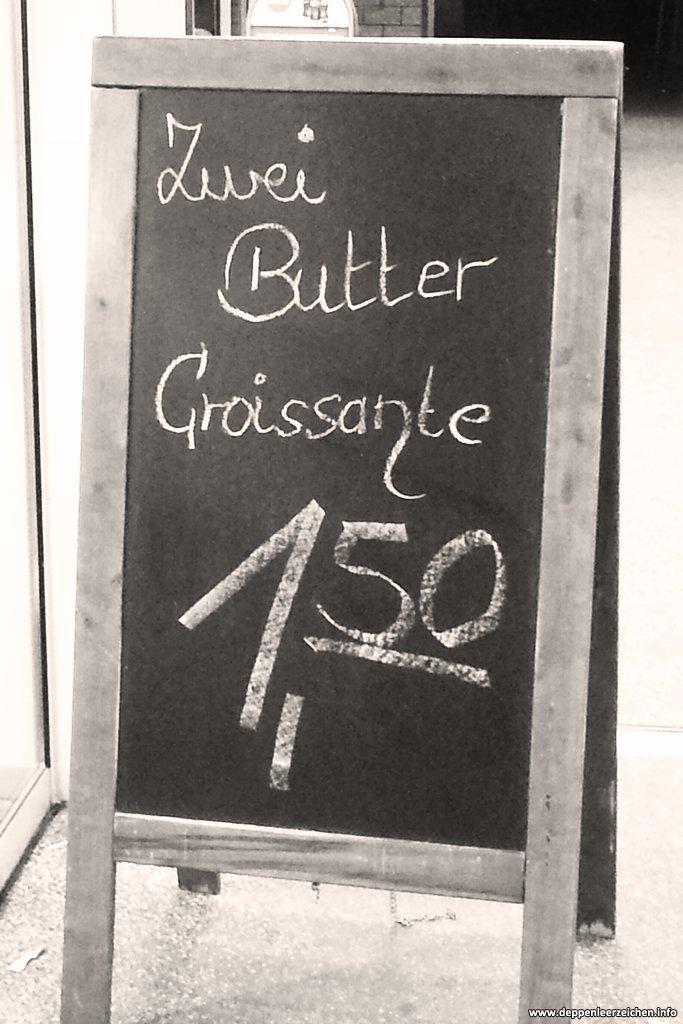 Zwei
Butter
Croissante
1,50
www.deppenleerzeichen.info